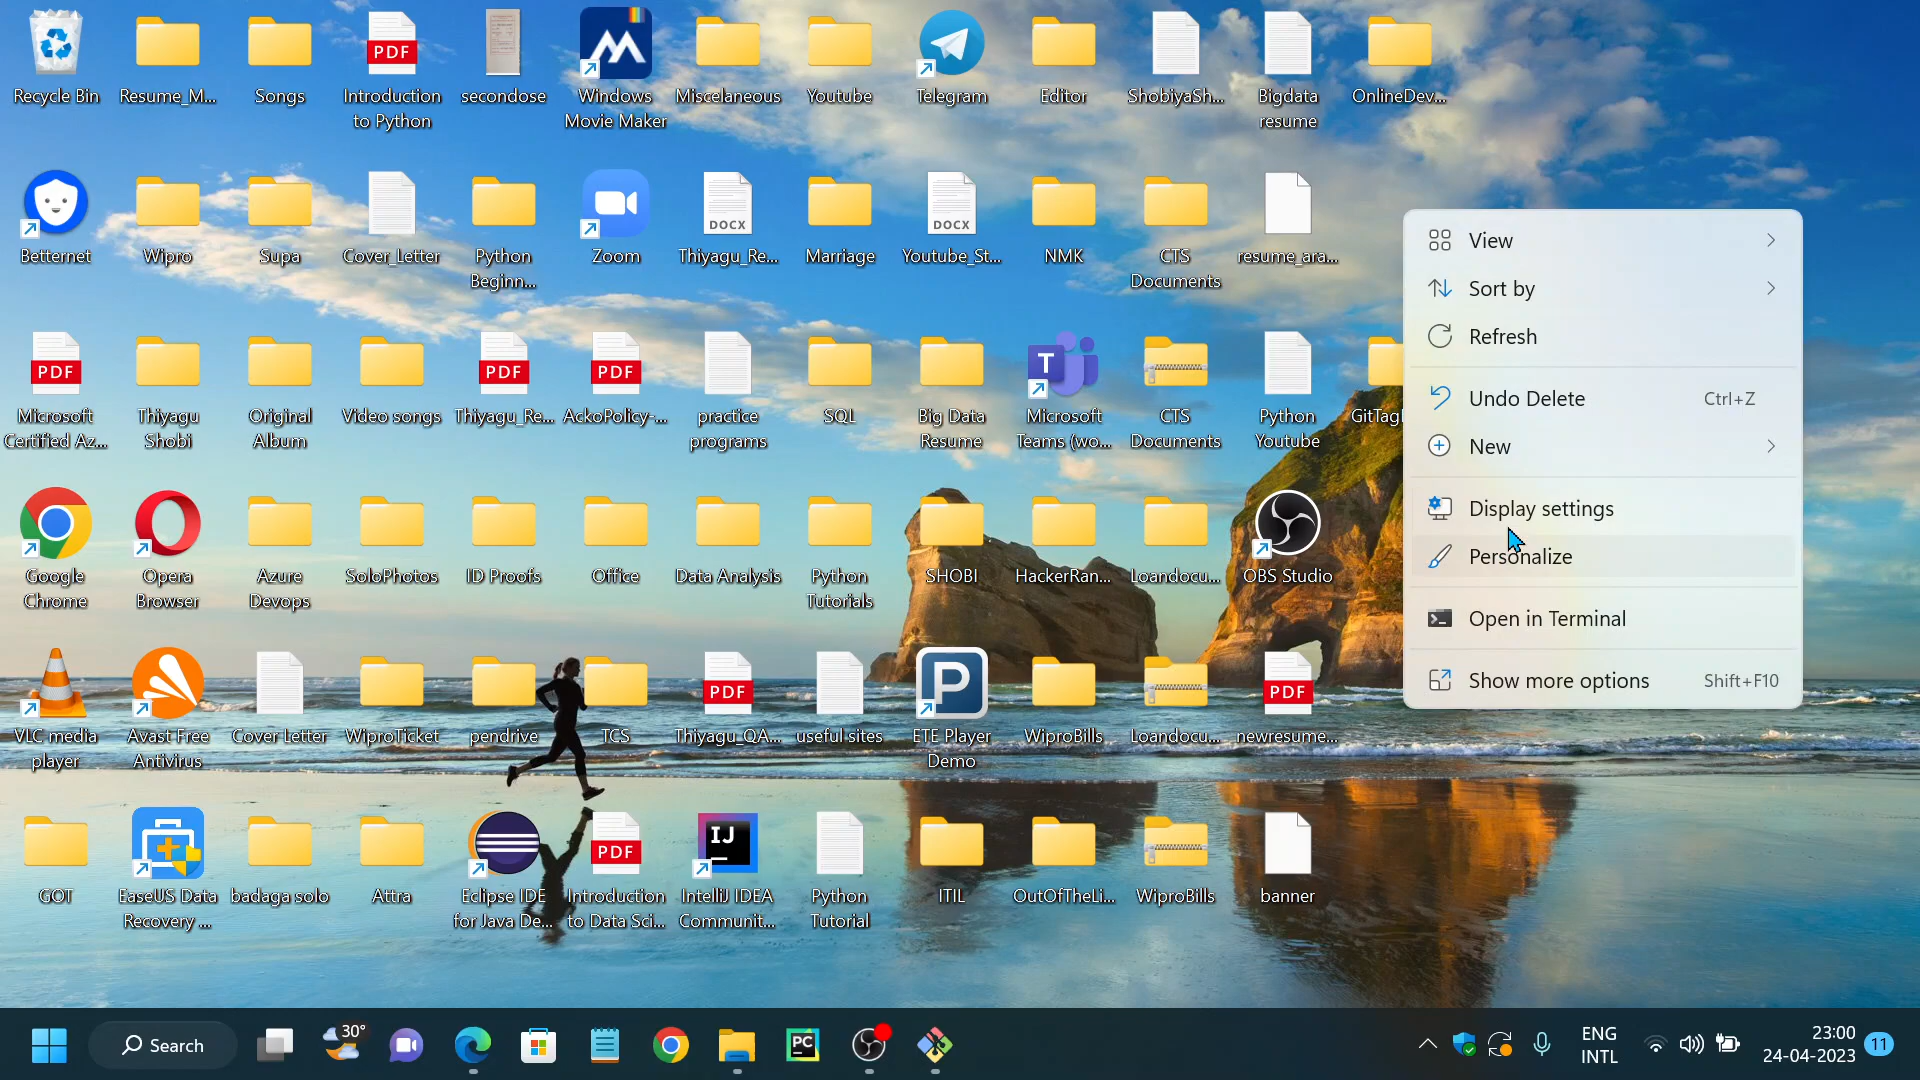 Recycle Bin
Resume_M...
Songs
PDF
Introduction
to Python
secondose
Windows
Movie Maker
Miscelaneous
Youtube
Telegram
Editor
ShobiyaSh...
Bigdata
resume
OnlineDev...
Betternet
Wipro
Supa
Cover_Letter
Python
Beginn...
Zoom
DOCX
Thiyagu_Re...
Marriage
DOCX
Youtube_St...
NMK
CTS
Documents
resume_ara...
PDF
Microsoft
Certified Az...
Thiyagu
Shobi
Original
Album
Video songs
PDF
Thiyagu_Re...
PDF
AckoPolicy-...
practice
programs
SQL
Big Data
Resume
T
Microsoft
Teams (wo...
CTS
Documents
Python
Youtube
Google
Chrome
Opera
Browser
Azure
Devops
SoloPhotos
ID Proofs
Office
Data Analysis
Python
Tutorials
SHOBI
HackerRan...
Loandocu...
OBS Studio
VLC media
player
Avast Free
Antivirus
Cover Letter
WiproTicket
pendrive
TCS
PDF
Thiyagu_QA...
useful sites
P
ETE Player
Demo
WiproBills
Loandocu...
PDF
newresume...
GOT
EaseUS Data
Recovery ...
badaga solo
Attra
Eclipse IDE
for Java De...
PDF
Introduction
to Data Sci...
IJ
IntelliJ IDEA
Communit...
Python
Tutorial
ITIL
OutOfTheLi...
WiproBills
banner
View
Sort by
Refresh
Undo Delete Ctrl+Z
New
Display settings
Personalize
Open in Terminal
Show more options Shift+F10
Search
30°
PC
ENG
INTL
23:00
24-04-2023
11